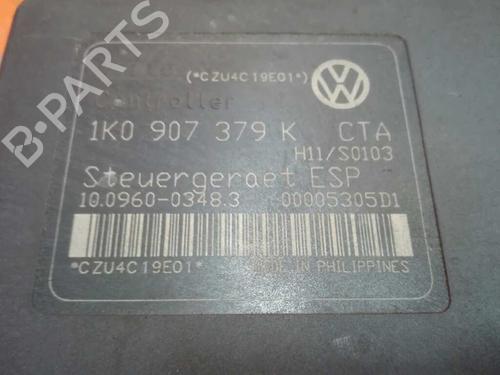 (*CZU4C19E01*)
Controller
1K0 907 379 K CTA
H11/S0103
Steuergeraet ESP
10.0960-0348.3 00005305D1
*CZU4C19E01* MADE IN PHILIPPINES
B-PARTS